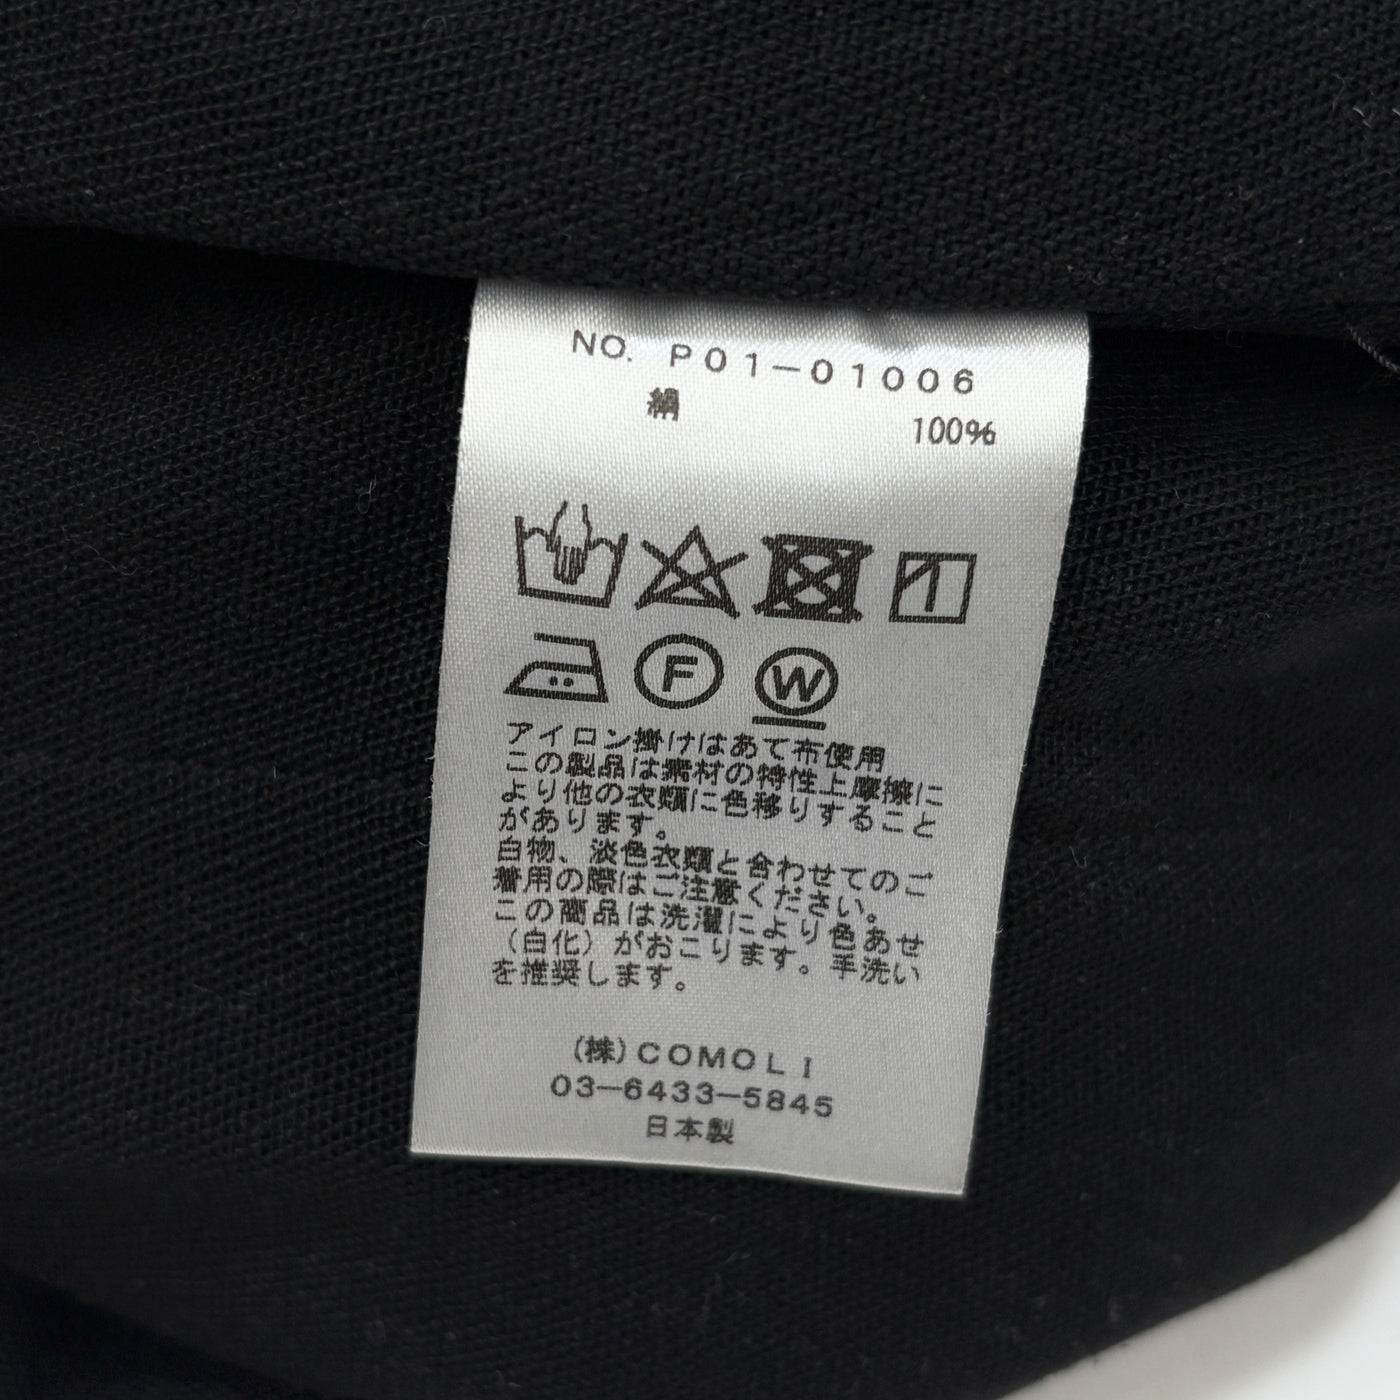 NO. P01-01006
絹 100%
F W
アイロン掛けはあて布使用
この製品は素材の特性上摩擦に
より他の衣類に色移りすること
があります。
白物、淡色衣類と合わせてのご
着用の際はご注意ください。
この商品は洗濯により色あせ
（白化）がおこります。手洗い
を推奨します。
(株)COMOLI
03-6433-5845
日本製